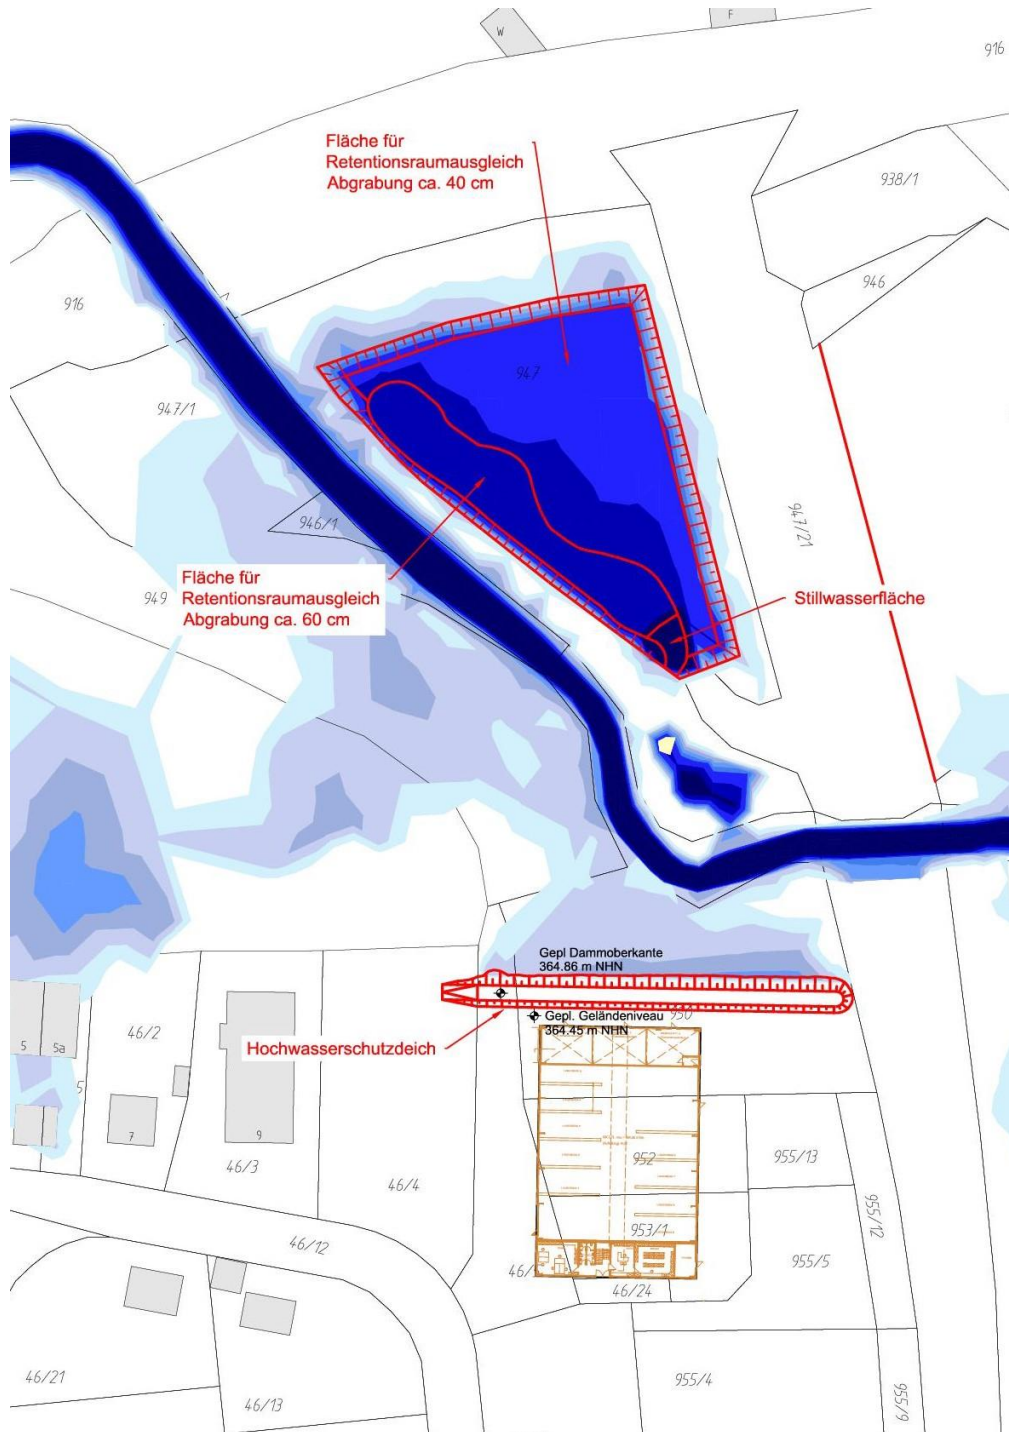 W
F
916
Fläche für
Retentionsraumausgleich
Abgrabung ca. 40 cm
938/1
946
916
947
947/1
946/1
947/21
Fläche für
Retentionsraumausgleich
Abgrabung ca. 60 cm
949
Stillwasserfläche
Gepl Dammoberkante
364.86 m NHN
Gepl. Geländeniveau
364.45 m NHN
950
Hochwasserschutzdeich
46/2
5
5a
5
7
9
46/3
46/4
952
955/13
955/12
953/1
955/5
46/12
46/24
46/21
46/13
955/4
955/9